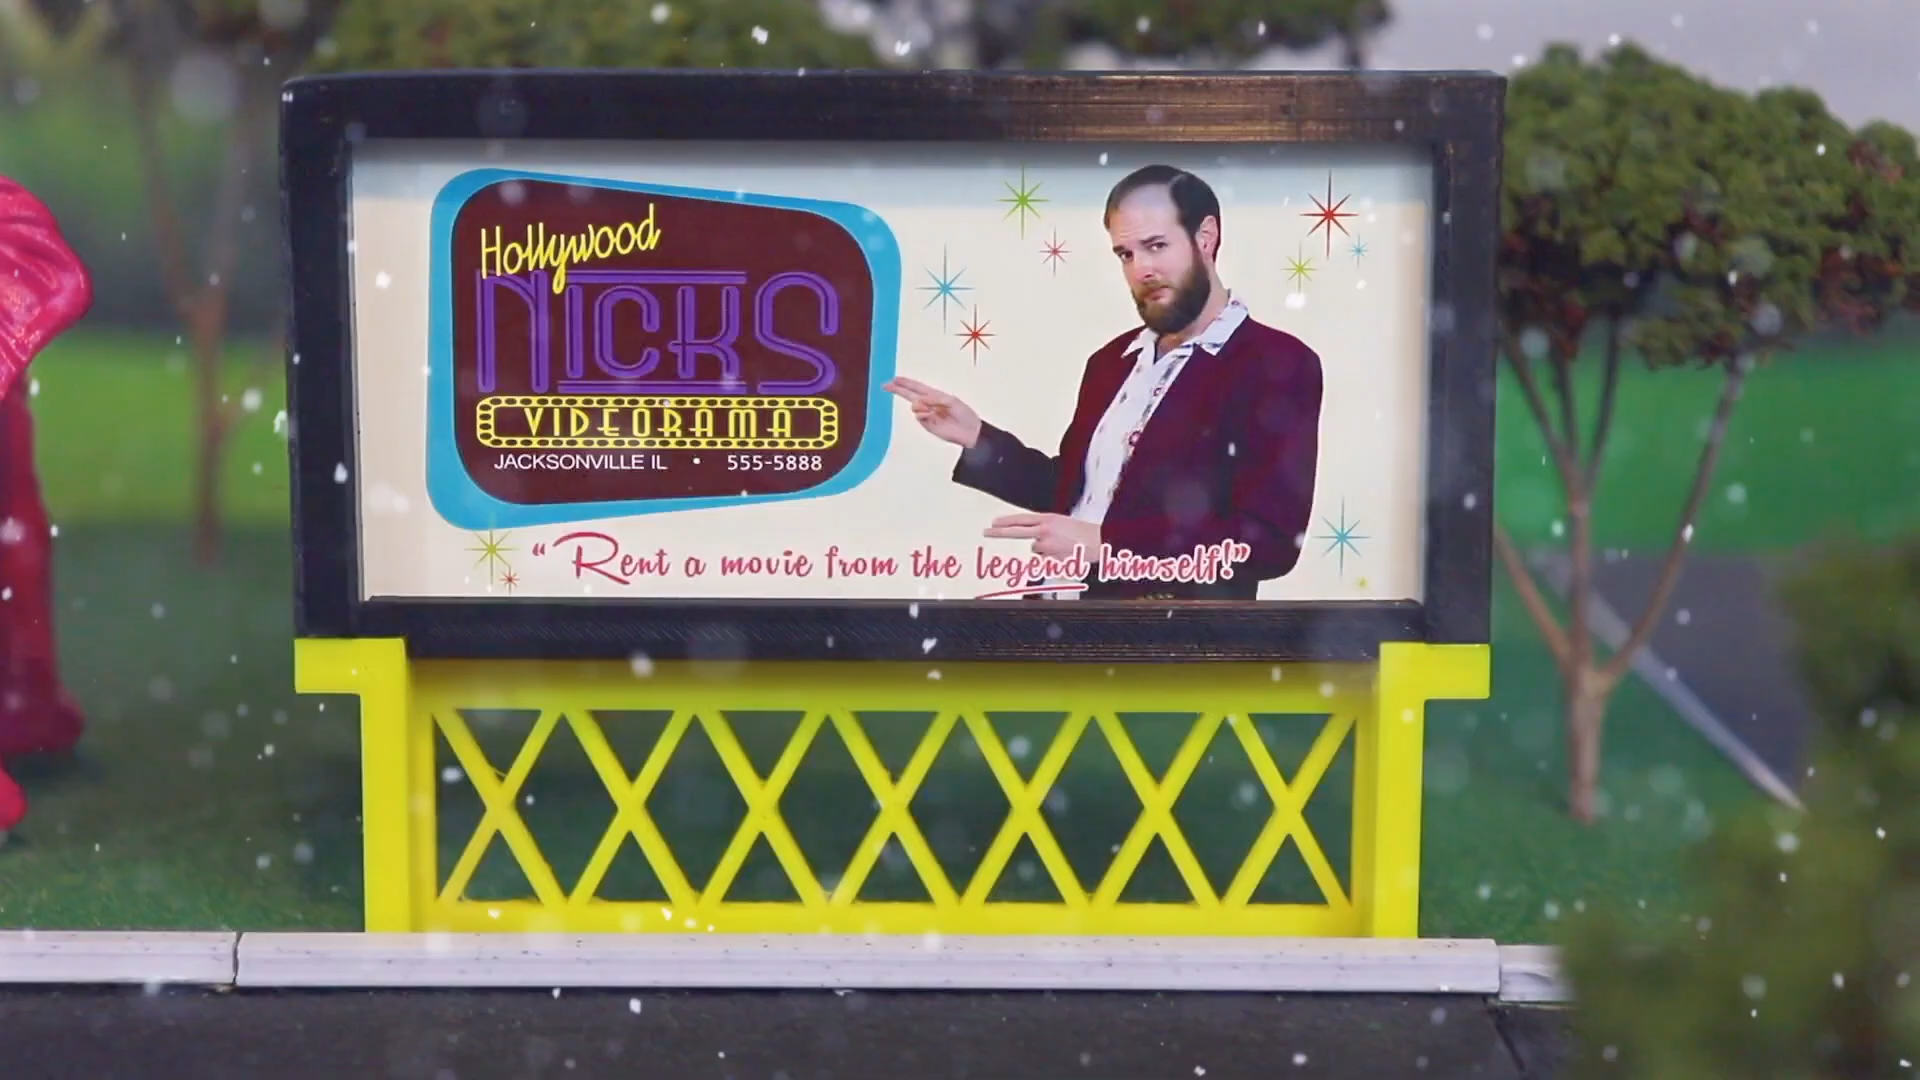 Hollywood
NICKS
VIDEORAMA
JACKSONVILLE IL • 555-5888
“Rent a movie from the legend himself!”